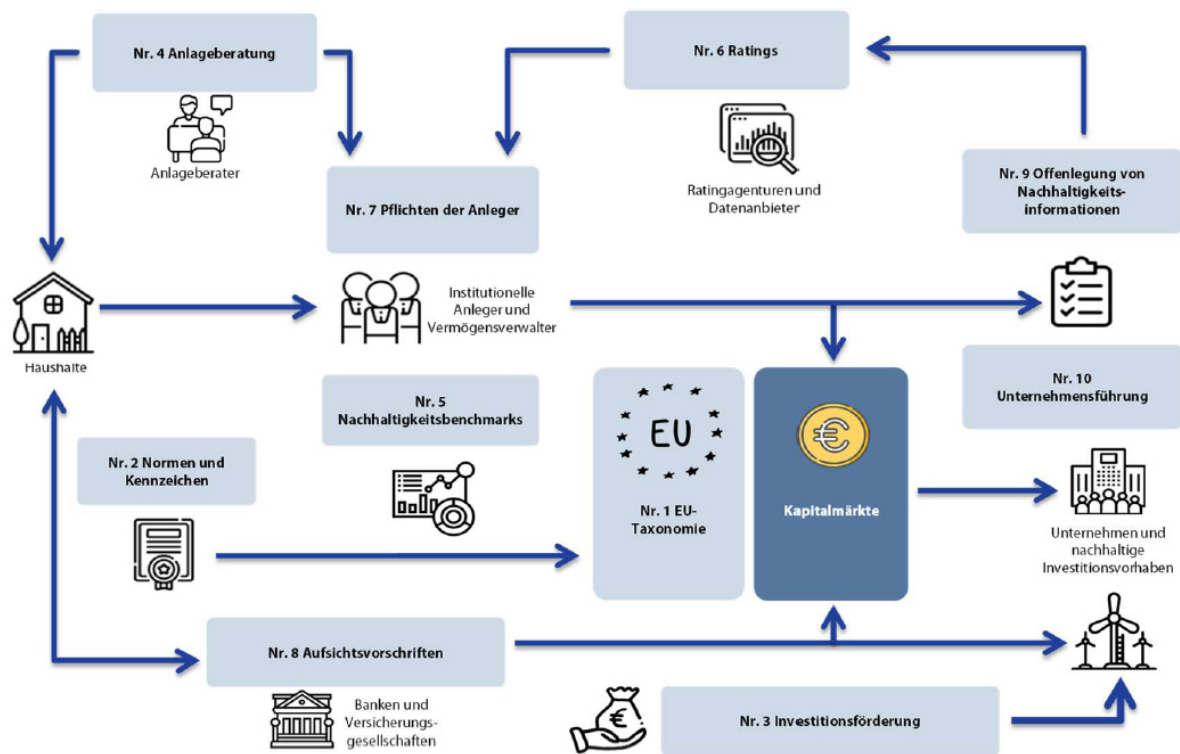 Nr. 4 Anlageberatung
Anlageberater
Nr. 6 Ratings
Ratingagenturen und
Datenanbieter
Nr. 7 Pflichten der Anleger
Institutionelle
Anleger und
Vermögensverwalter
Nr. 9 Offenlegung von
Nachhaltigkeits-
informationen
Haushalte
Nr. 5
Nachhaltigkeitsbenchmarks
EU
Nr. 1 EU-
Taxonomie
€
Kapitalmärkte
Nr. 10
Unternehmensführung
Unternehmen und
nachhaltige
Investitionsvorhaben
Nr. 2 Normen und
Kennzeichen
Nr. 8 Aufsichtsvorschriften
Banken und
Versicherungs-
gesellschaften
€
Nr. 3 Investitionsförderung